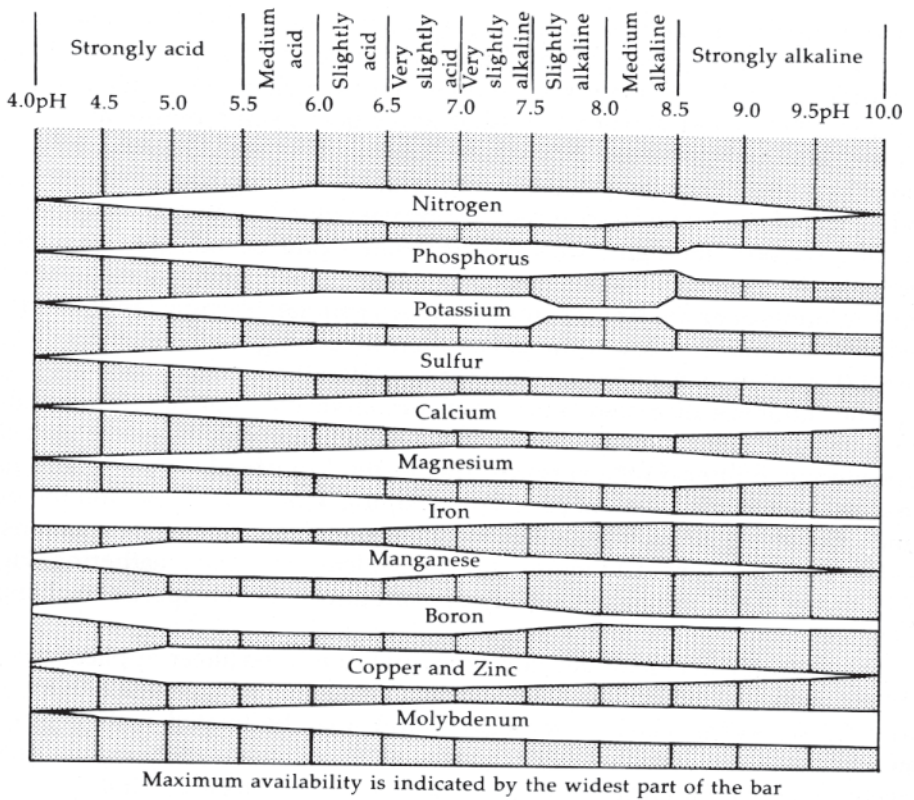 Strongly acid
Medium
acid
Slightly
acid
Very
slightly
acid
Very
slightly
alkaline
Slightly
alkaline
Medium
alkaline
Strongly alkaline
4.0pH 4.5 5.0 5.5 6.0 6.5 7.0 7.5 8.0 8.5 9.0 9.5pH 10.0
Nitrogen
Phosphorus
Potassium
Sulfur
Calcium
Magnesium
Iron
Manganese
Boron
Copper and Zinc
Molybdenum
Maximum availability is indicated by the widest part of the bar